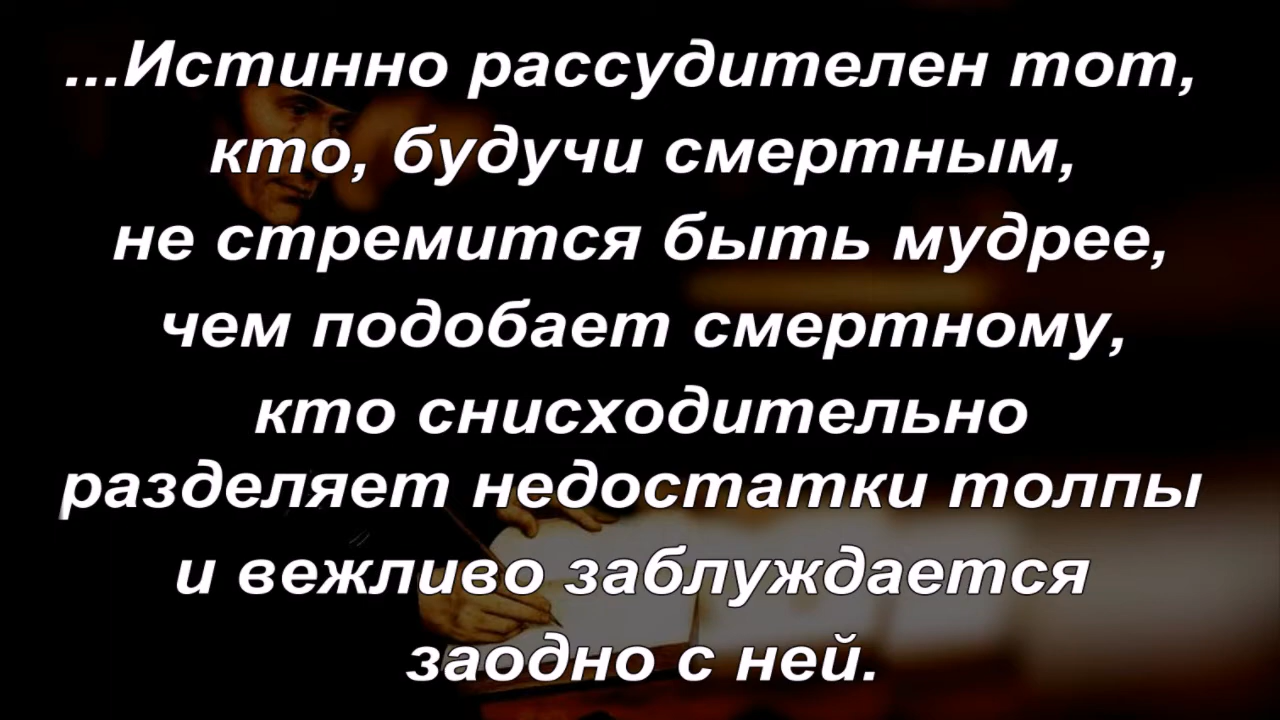 ...Истинно рассудителен тот,
кто, будучи смертным,
не стремится быть мудрее,
чем подобает смертному,
кто снисходительно
разделяет недостатки толпы
и вежливо заблуждается
заодно с ней.